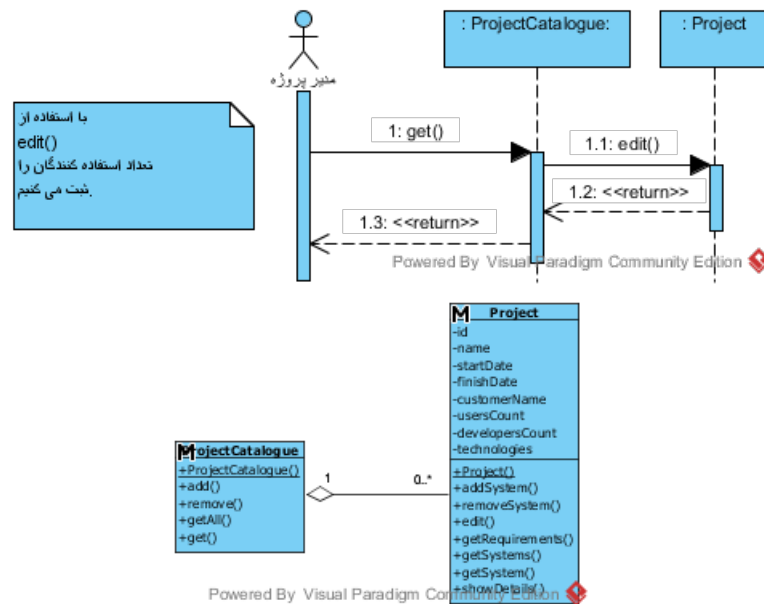 : ProjectCatalogue:
: Project
مدیر پروژه
با استفاده از
edit()
تعداد استفاده کنندگان را
ثبت می کنیم.
1: get()
1.1: edit()
1.2: <<return>>
1.3: <<return>>
Powered By Visual Paradigm Community Edition
Project
-id
-name
-startDate
-finishDate
-customerName
-usersCount
-developersCount
-technologies
+Project()
+addSystem()
+removeSystem()
+edit()
+getRequirements()
+getSystems()
+getSystem()
+showDetails()
ProjectCatalogue
+ProjectCatalogue()
+add()
+remove()
+getAll()
+get()
1
0..*
Powered By Visual Paradigm Community Edition